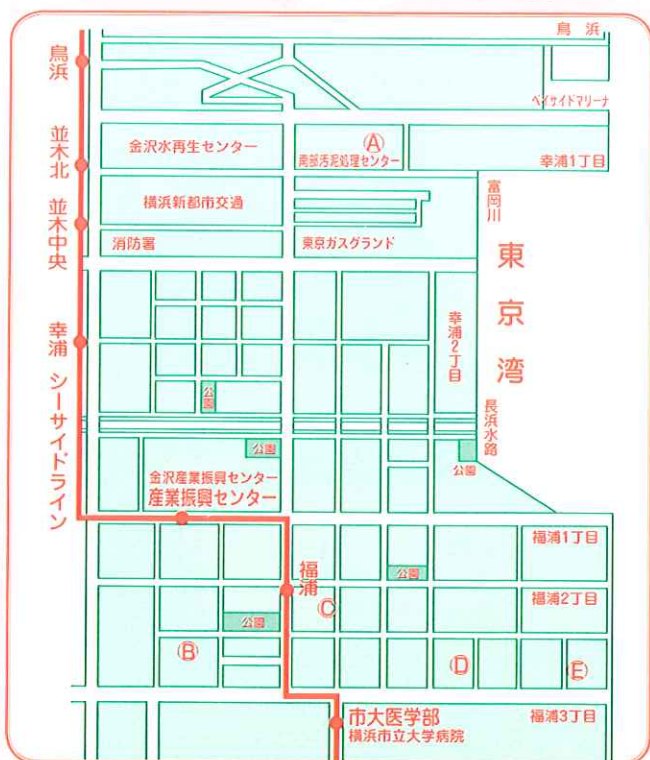 鳥浜
鳥浜
ベイサイドマリーナ
並木北
金沢水再生センター
Ⓐ
南部汚泥処理センター
幸浦1丁目
横浜新都市交通
富岡川
並木中央
消防署
東京ガスグランド
東京湾
幸浦2丁目
幸浦
シーサイドライン
公園
長浜水路
公園
公園
金沢産業振興センター
産業振興センター
福浦1丁目
公園
福浦
福浦2丁目
Ⓒ
公園
Ⓑ
Ⓓ
Ⓔ
市大医学部
横浜市立大学病院
福浦3丁目